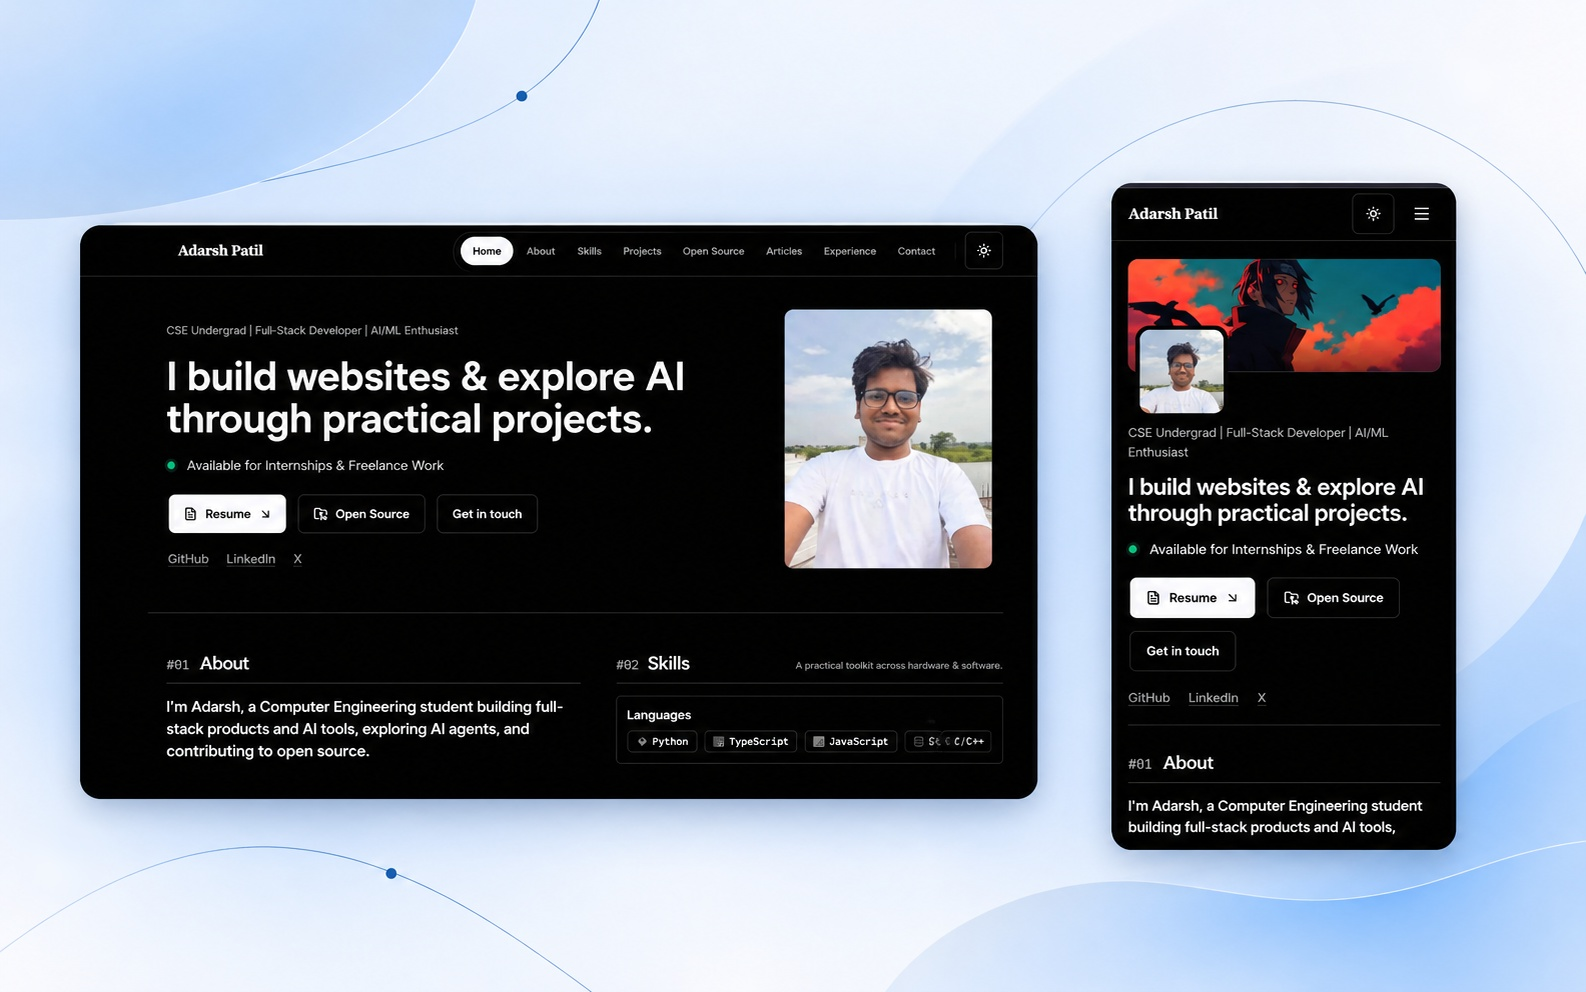 Adarsh Patil
Home About Skills Projects Open Source Articles Experience Contact
CSE Undergrad | Full-Stack Developer | AI/ML Enthusiast
I build websites & explore AI
through practical projects.
Available for Internships & Freelance Work
Resume Open Source Get in touch
GitHub LinkedIn X
#01 About
I'm Adarsh, a Computer Engineering student building full-
stack products and AI tools, exploring AI agents, and
contributing to open source.
#02 Skills A practical toolkit across hardware & software.
Languages
Python TypeScript JavaScript C/C++
Adarsh Patil
CSE Undergrad | Full-Stack Developer | AI/ML
Enthusiast
I build websites & explore AI
through practical projects.
Available for Internships & Freelance Work
Resume Open Source
Get in touch
GitHub LinkedIn X
#01 About
I'm Adarsh, a Computer Engineering student
building full-stack products and AI tools,